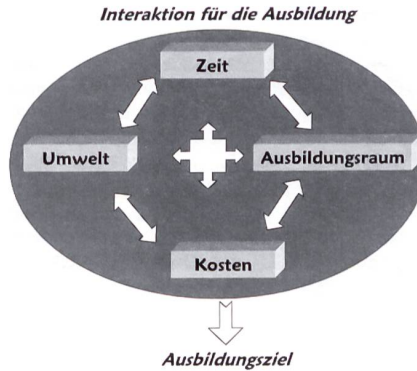 Interaktion für die Ausbildung
Zeit
Umwelt
Ausbildungsraum
Kosten
Ausbildungsziel